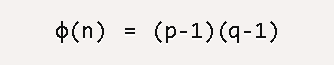 ϕ(n) = (p-1)(q-1)